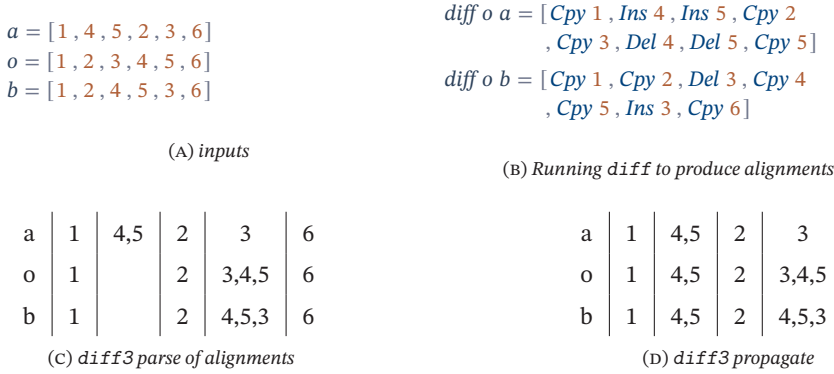 a = [1 , 4 , 5 , 2 , 3 , 6]
o = [1 , 2 , 3 , 4 , 5 , 6]
b = [1 , 2 , 4 , 5 , 3 , 6]
(A) inputs
diff o a = [ Cpy 1 , Ins 4 , Ins 5 , Cpy 2
, Cpy 3 , Del 4 , Del 5 , Cpy 5]
diff o b = [ Cpy 1 , Cpy 2 , Del 3 , Cpy 4
, Cpy 5 , Ins 3 , Cpy 6]
(B) Running diff to produce alignments
a 1 4,5 2 3 6
o 1 2 3,4,5 6
b 1 2 4,5,3 6
(C) diff3 parse of alignments
a 1 4,5 2 3
o 1 4,5 2 3,4,5
b 1 4,5 2 4,5,3
(D) diff3 propagate